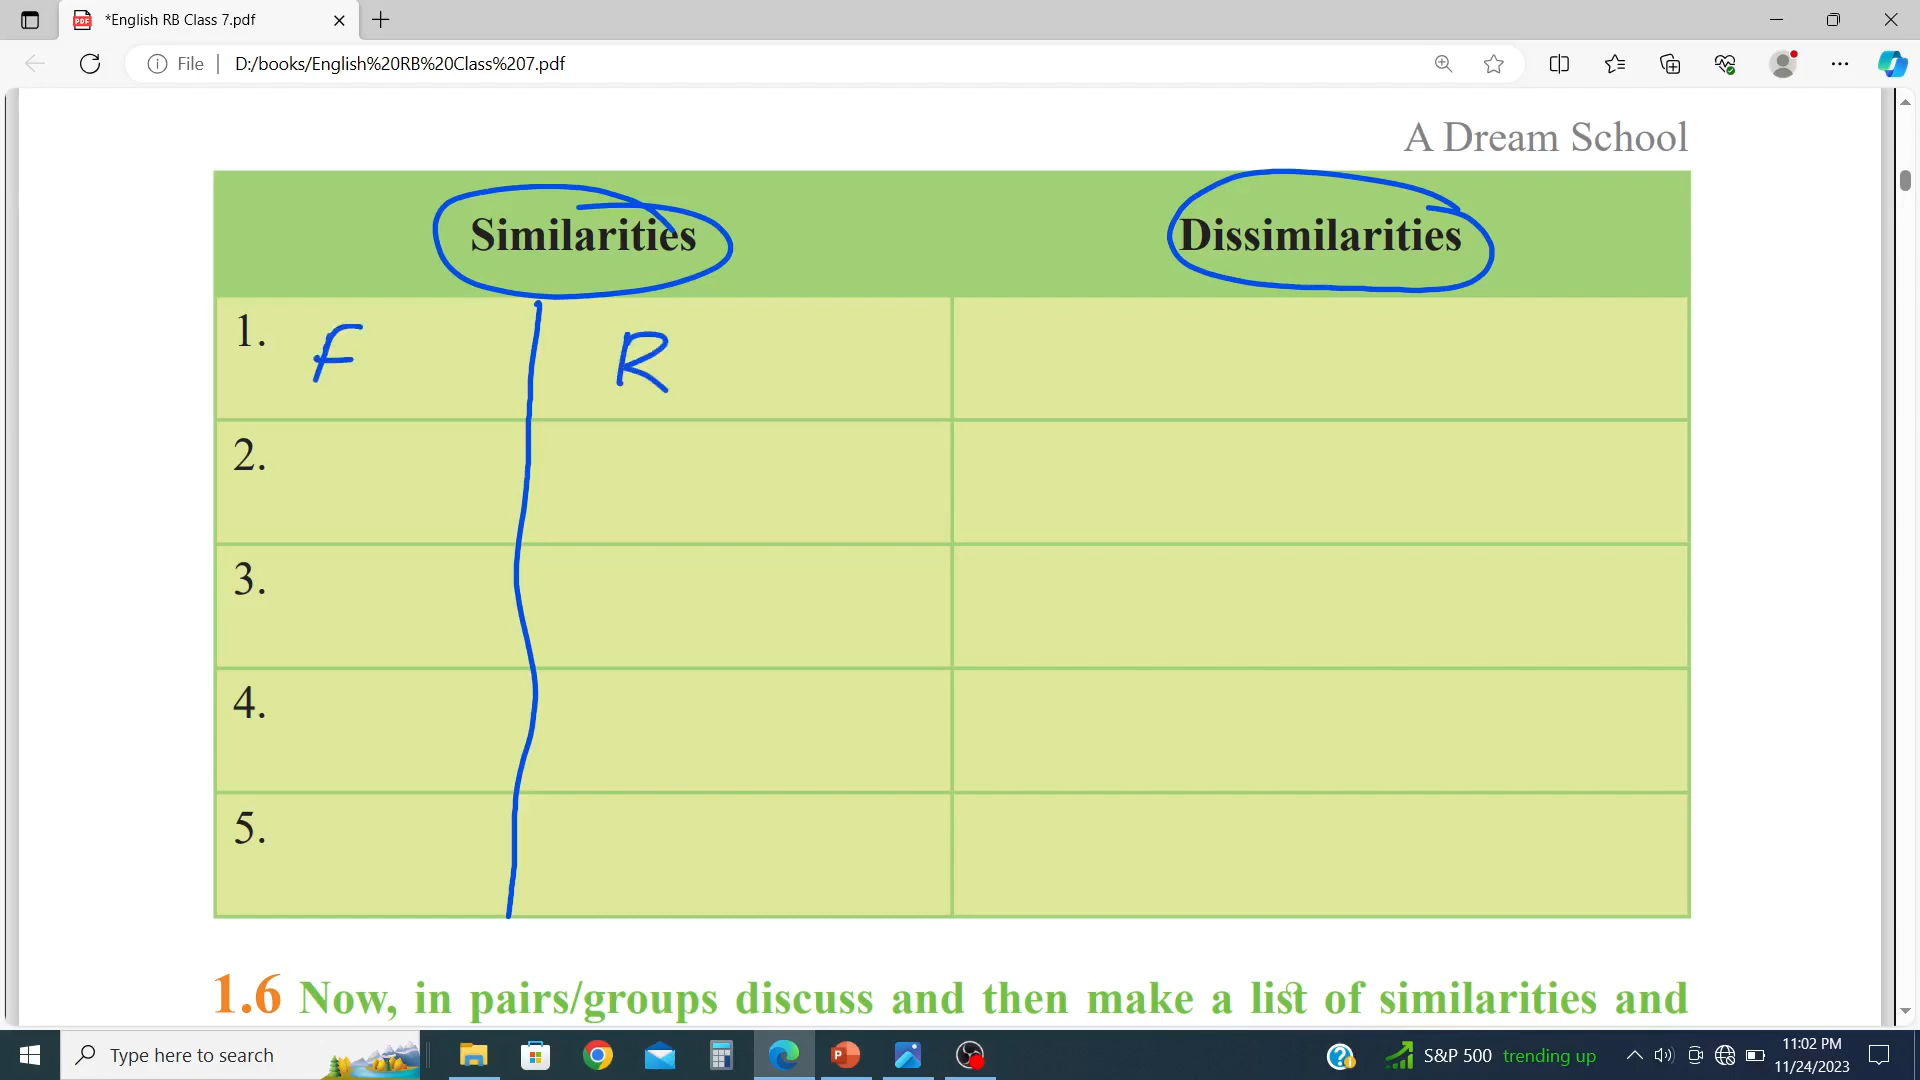 *English RB Class 7.pdf
File | D:/books/English%20RB%20Class%207.pdf
A Dream School
Similarities Dissimilarities
1. F R
2.
3.
4.
5.
1.6 Now, in pairs/groups discuss and then make a list of similarities and
Type here to search
S&P 500 trending up
11:02 PM
11/24/2023